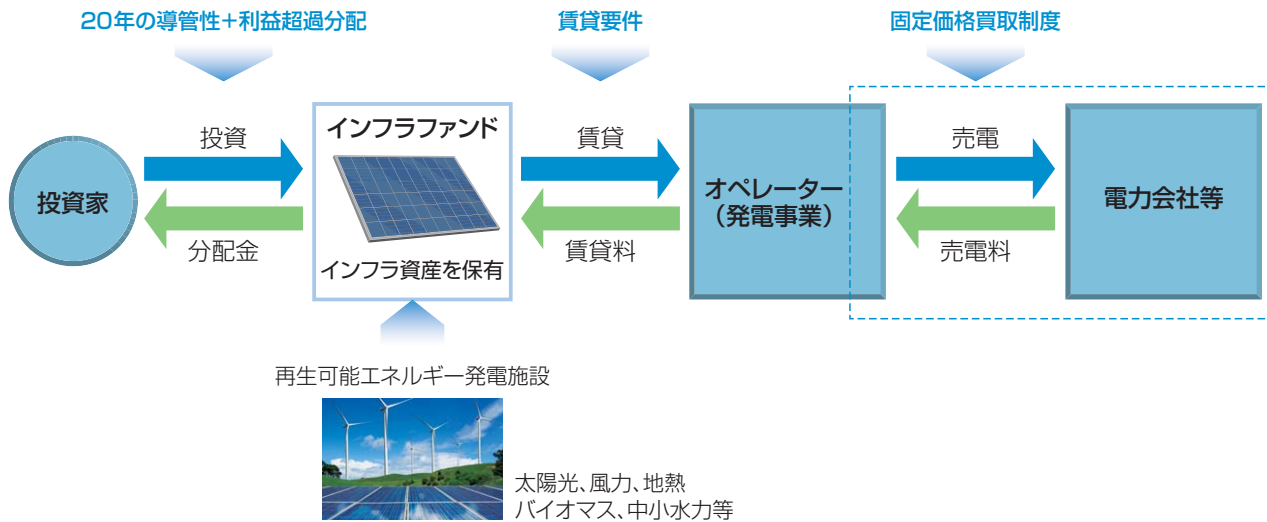 20年の導管性+利益超過分配
賃貸要件
固定価格買取制度
投資家
投資
分配金
インフラファンド
インフラ資産を保有
賃貸
賃貸料
オペレーター
（発電事業）
売電
売電料
電力会社等
再生可能エネルギー発電施設
太陽光、風力、地熱
バイオマス、中小水力等